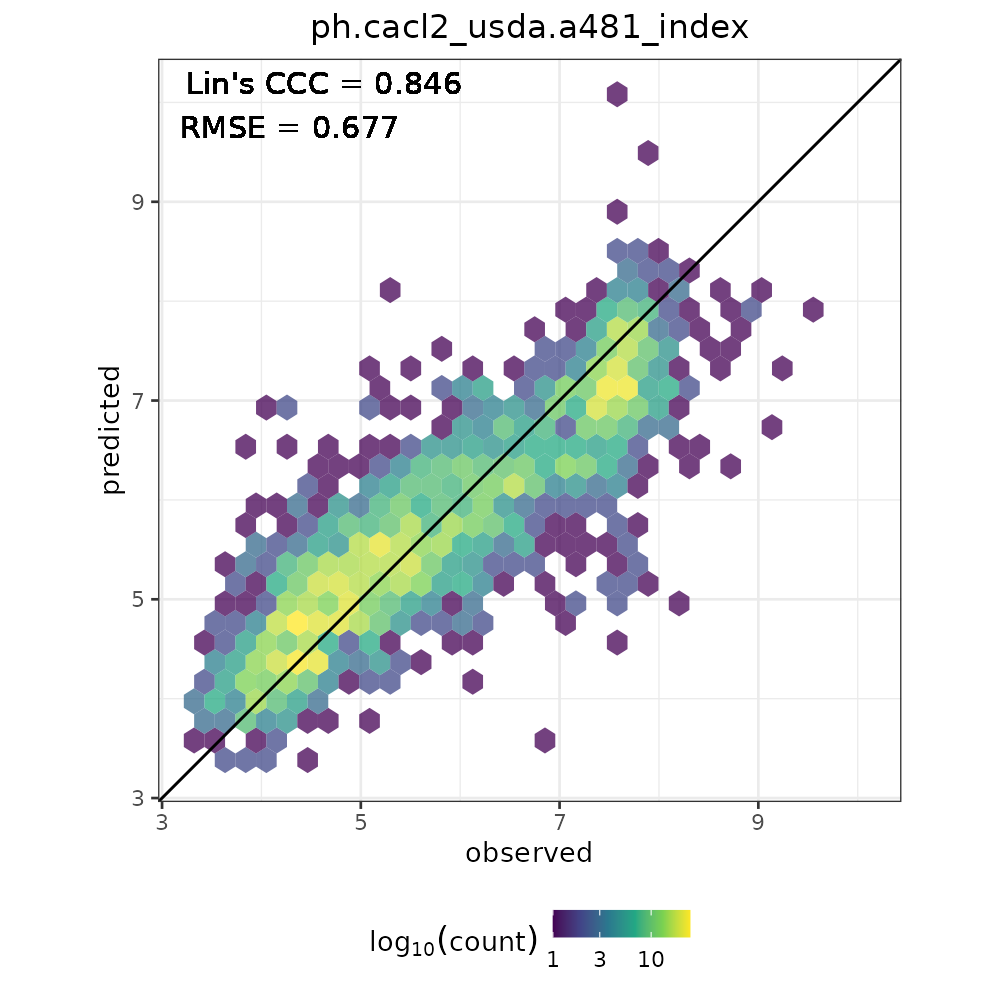 ph.cacl2_usda.a481_index
Lin's CCC = 0.846
RMSE = 0.677
9
7
5
3
predicted
3 5 7 9
observed
log10(count)
1 3 10